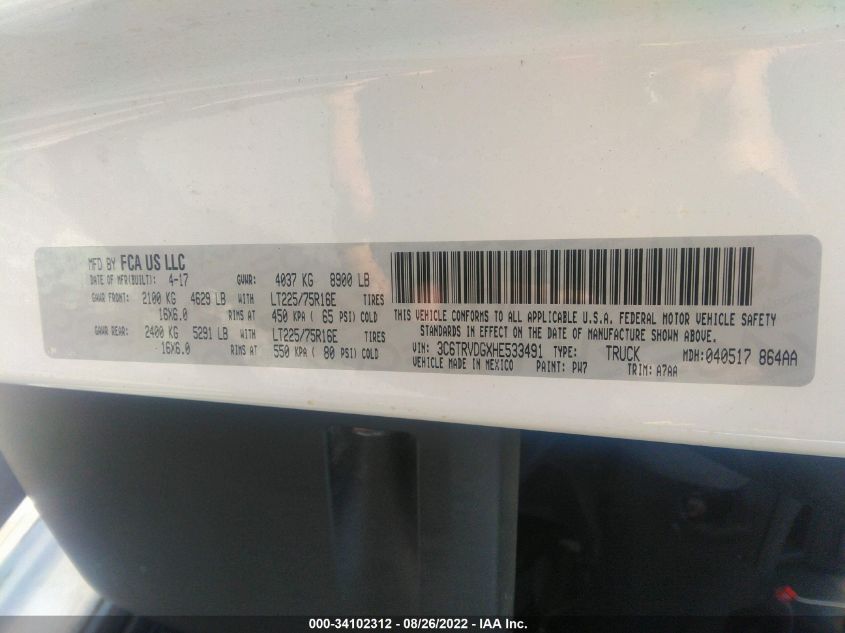 MFD BY FCA US LLC
DATE OF MFR(BUILT): 4-17 GVWR: 4037 KG 8900 LB
GAWR FRONT: 2100 KG 4629 LB WITH LT225/75R16E TIRES
16X6.0 RIMS AT 450 KPA ( 65 PSI) COLD
GAWR REAR: 2400 KG 5291 LB WITH LT225/75R16E TIRES
16X6.0 RIMS AT 550 KPA ( 80 PSI) COLD
THIS VEHICLE CONFORMS TO ALL APPLICABLE U.S.A. FEDERAL MOTOR VEHICLE SAFETY
STANDARDS IN EFFECT ON THE DATE OF MANUFACTURE SHOWN ABOVE.
VIN: 3C6TRVDGXHE533491 TYPE: TRUCK MDH:040517 864AA
VEHICLE MADE IN MEXICO PAINT: PW7 TRIM: A7AA
000-34102312 - 08/26/2022 - IAA Inc.